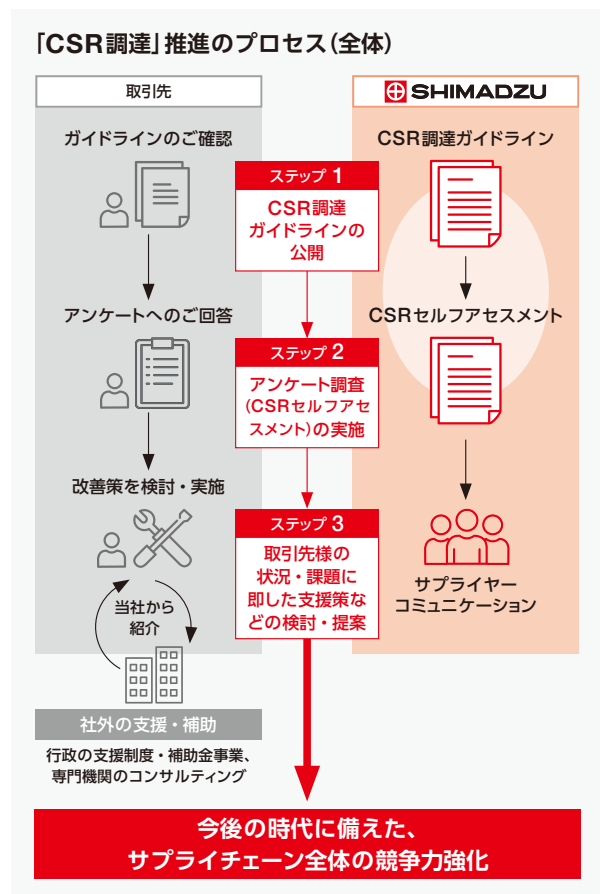 「CSR調達」推進のプロセス(全体)
取引先
SHIMADZU
ガイドラインのご確認
CSR調達ガイドライン
ステップ 1
CSR調達
ガイドラインの
公開
アンケートへのご回答
CSRセルフアセスメント
ステップ 2
アンケート調査
(CSRセルフアセ
スメント)の実施
改善策を検討・実施
ステップ 3
取引先様の
状況・課題に
即した支援策な
どの検討・提案
サプライヤー
コミュニケーション
当社から
紹介
社外の支援・補助
行政の支援制度・補助金事業、
専門機関のコンサルティング
今後の時代に備えた、
サプライチェーン全体の競争力強化